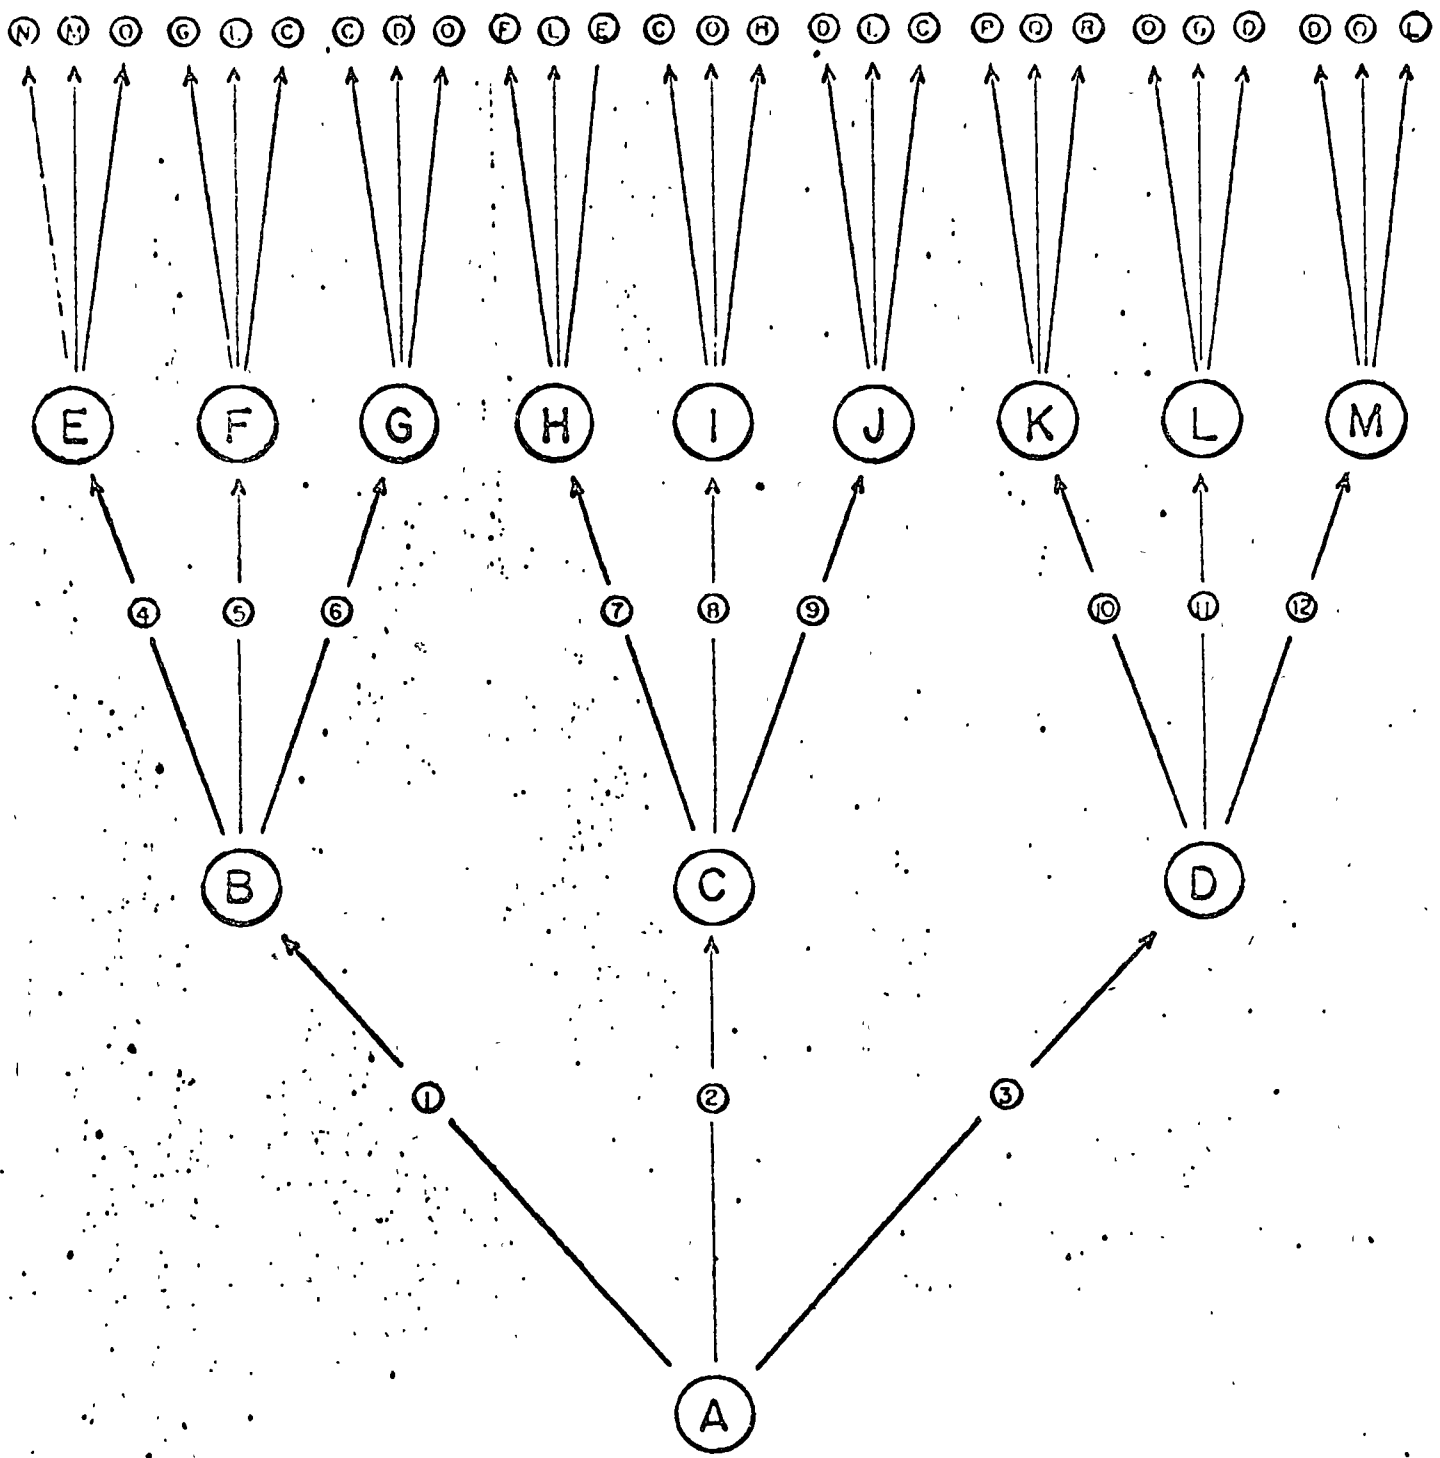 N M O G L C C D O F L E C O H D L C P O R O G O D O L
E F G H I J K L M
4 5 6 7 8 9 10 11 12
B C D
1 2 3
A